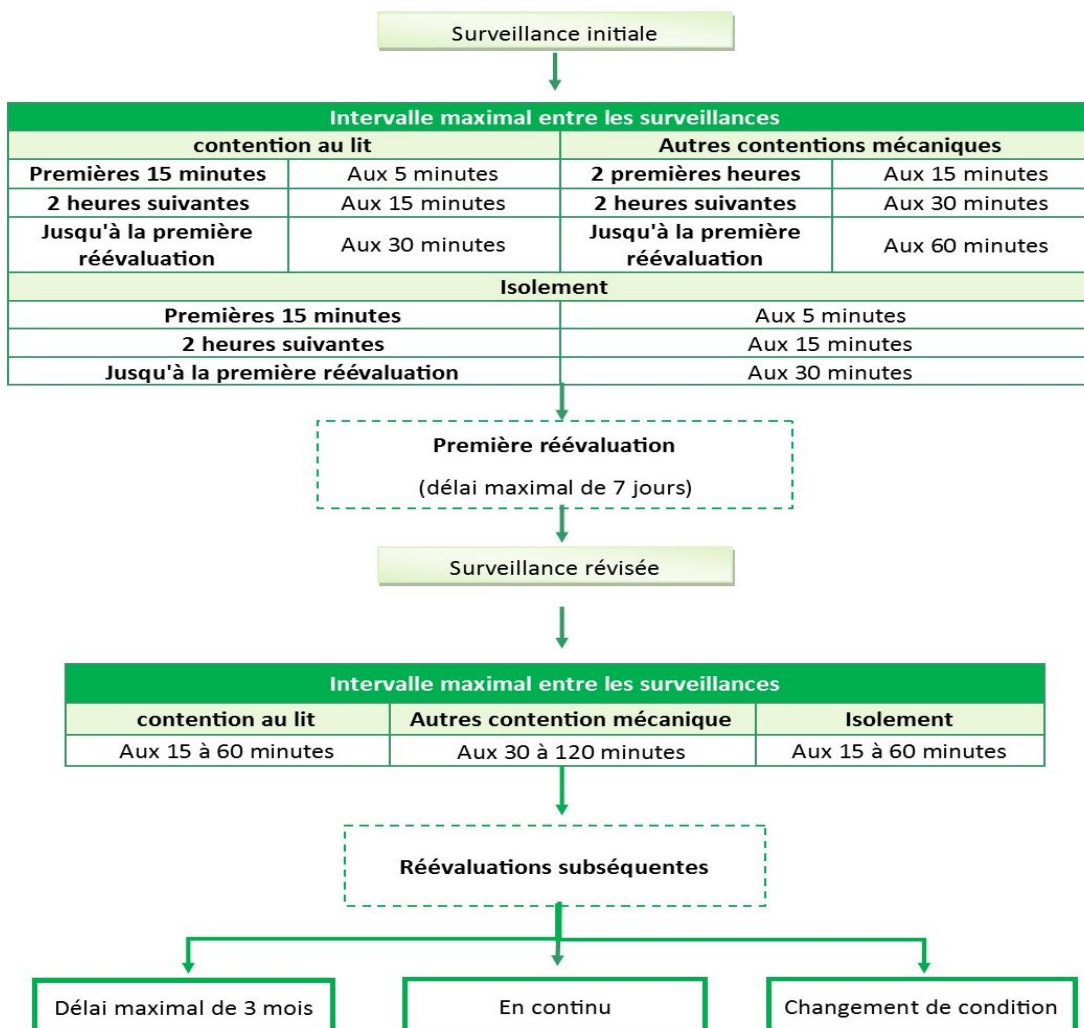 Surveillance initiale
Intervalle maximal entre les surveillances
contention au lit Autres contentions mécaniques
Premières 15 minutes Aux 5 minutes 2 premières heures Aux 15 minutes
2 heures suivantes Aux 15 minutes 2 heures suivantes Aux 30 minutes
Jusqu'à la première réévaluation Aux 30 minutes Jusqu'à la première réévaluation Aux 60 minutes
Isolement
Premières 15 minutes Aux 5 minutes
2 heures suivantes Aux 15 minutes
Jusqu'à la première réévaluation Aux 30 minutes
Première réévaluation
(délai maximal de 7 jours)
Surveillance révisée
Intervalle maximal entre les surveillances
contention au lit Autres contention mécanique Isolement
Aux 15 à 60 minutes Aux 30 à 120 minutes Aux 15 à 60 minutes
Réévaluations subséquentes
Délai maximal de 3 mois En continu Changement de condition